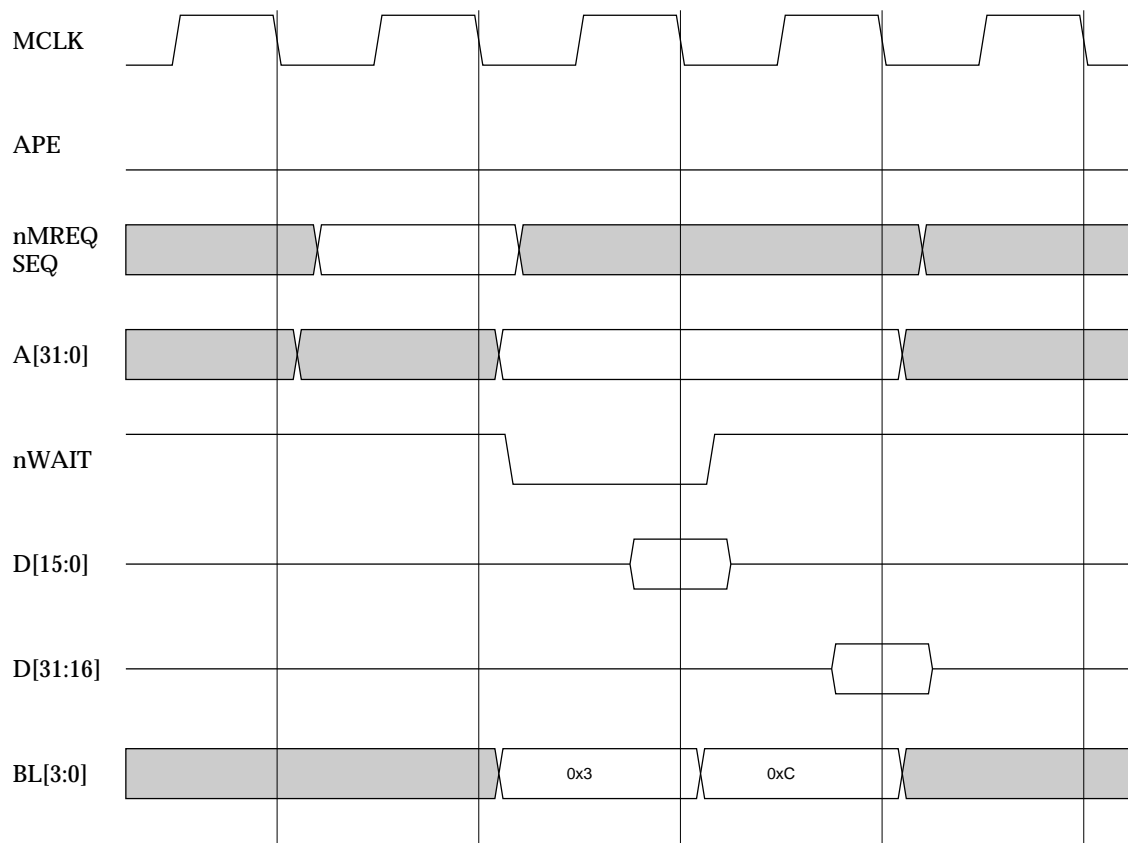 MCLK
APE
nMREQ
SEQ
A[31:0]
nWAIT
D[15:0]
D[31:16]
BL[3:0]
0x3
0xC